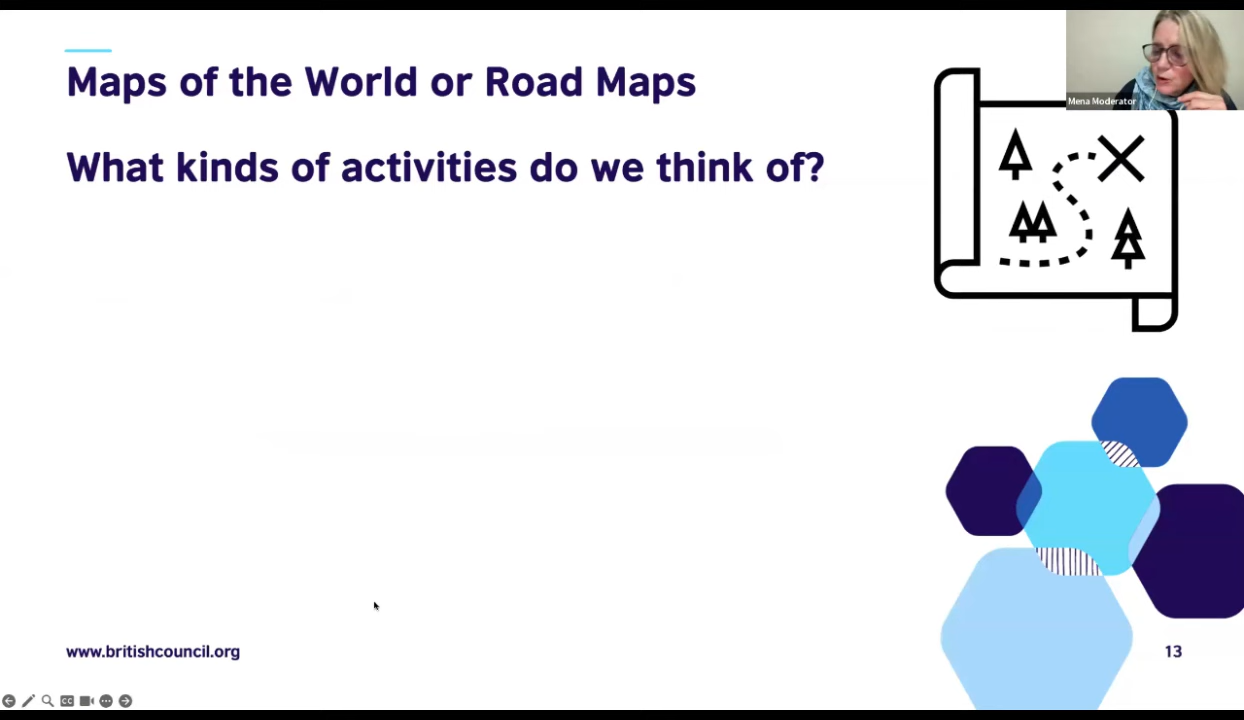 Maps of the World or Road Maps
Mena Moderator
What kinds of activities do we think of?
www.britishcouncil.org
13
CC